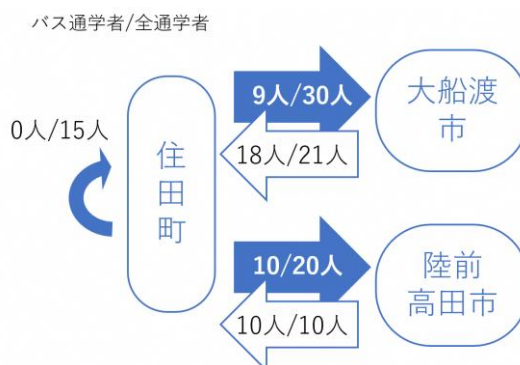 バス通学者/全通学者
0人/15人
住
田
町
9人/30人
18人/21人
大船渡
市
10/20人
10人/10人
陸前
高田市